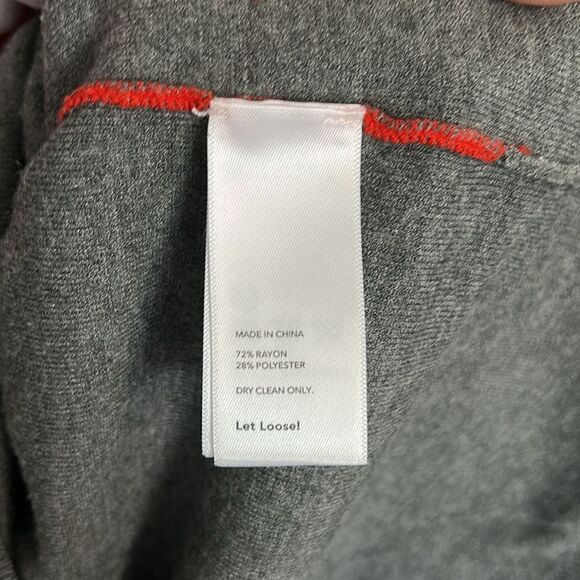 MADE IN CHINA
72% RAYON
28% POLYESTER
DRY CLEAN ONLY.
Let Loose!